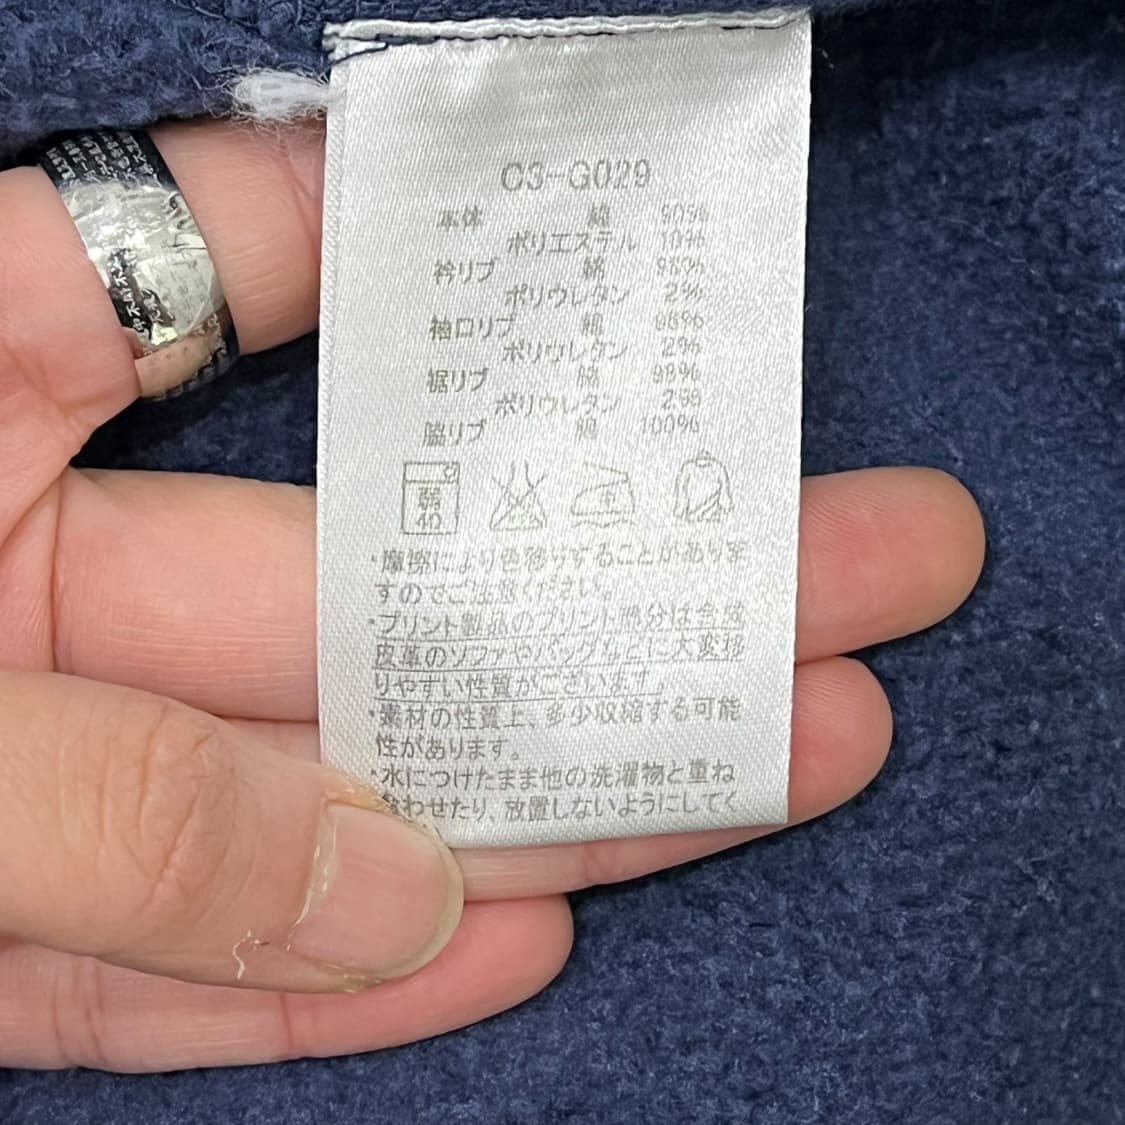 C3-G029
本体 綿 90%
ポリエステル 10%
衿リブ 綿 98%
ポリウレタン 2%
袖口リブ 綿 98%
ポリウレタン 2%
裾リブ 綿 98%
ポリウレタン 2%
脇リブ 綿 100%
弱
40
・摩擦により色移りすることがありま
すのでご注意ください。
・プリント製品のプリント部分は合成
皮革のソファやバッグなどに大変移
りやすい性質がございます。
・素材の性質上、多少収縮する可能
性があります。
・水につけたまま他の洗濯物と重ね
合わせたり、放置しないようにしてく